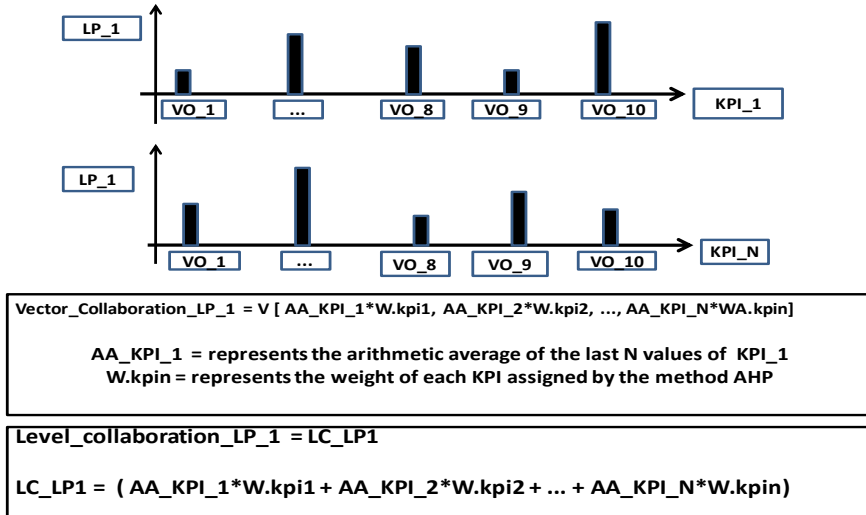 LP_1
VO_1 ... VO_8 VO_9 VO_10 KPI_1
LP_1
VO_1 ... VO_8 VO_9 VO_10 KPI_N
Vector_Collaboration_LP_1 = V [ AA_KPI_1*W.kpi1, AA_KPI_2*W.kpi2, ..., AA_KPI_N*WA.kpin]
AA_KPI_1 = represents the arithmetic average of the last N values of KPI_1
W.kpin = represents the weight of each KPI assigned by the method AHP
Level_collaboration_LP_1 = LC_LP1
LC_LP1 = ( AA_KPI_1*W.kpi1 + AA_KPI_2*W.kpi2 + ... + AA_KPI_N*W.kpin)